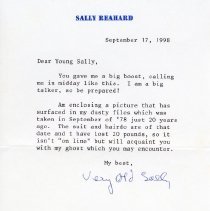 SALLY REAHARD
September 17, 1998
Dear Young Sally,
You gave me a big boost, calling
me in midday like this. I am a big
talker, so be prepared!
Am enclosing a picture that has
surfaced in my dusty files which was
taken in September of '78 just 20 years
ago. The suit and hairdo are of that
date and I have lost 20 pounds, so it
isn't "on line" but will acquaint you
with my ghost which you may encounter.
My best,
Very Old Sally